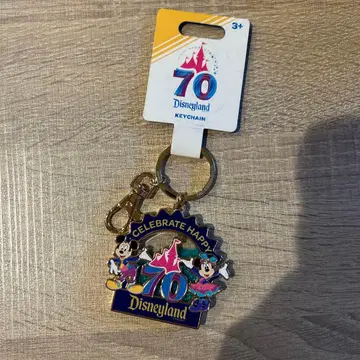 3+
70
Disneyland
KEYCHAIN
CELEBRATE HAPPY
70
Disneyland